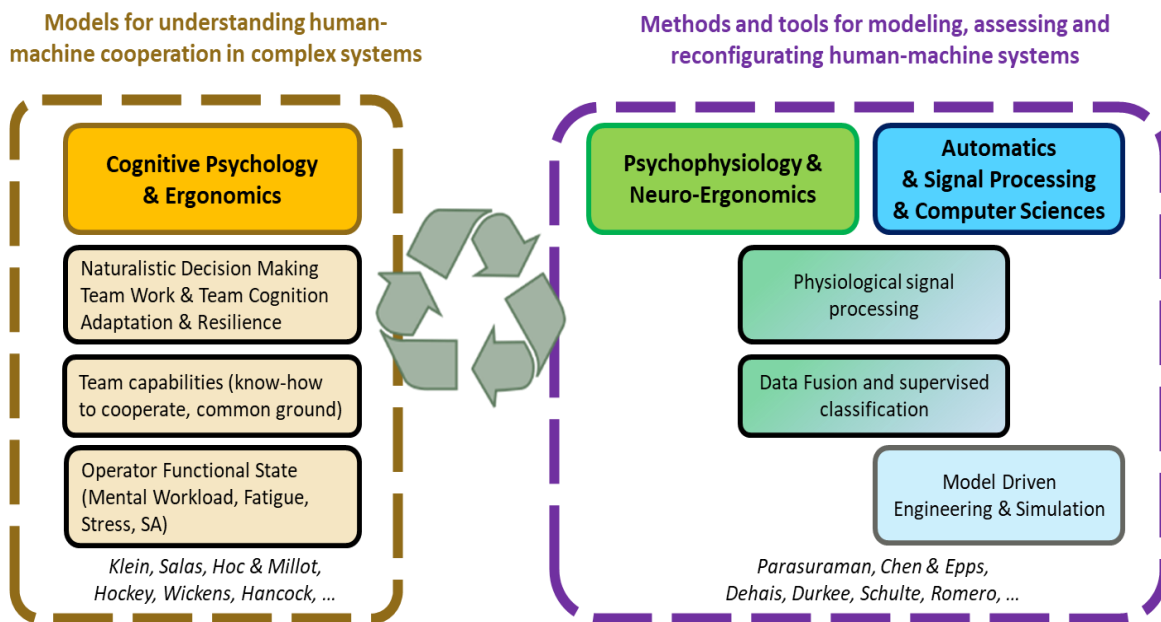 Models for understanding human-
machine cooperation in complex systems
Cognitive Psychology
& Ergonomics
Naturalistic Decision Making
Team Work & Team Cognition
Adaptation & Resilience
Team capabilities (know-how
to cooperate, common ground)
Operator Functional State
(Mental Workload, Fatigue,
Stress, SA)
Klein, Salas, Hoc & Millot,
Hockey, Wickens, Hancock, ...
Methods and tools for modeling, assessing and
reconfigurating human-machine systems
Psychophysiology &
Neuro-Ergonomics
Automatics
& Signal Processing
& Computer Sciences
Physiological signal
processing
Data Fusion and supervised
classification
Model Driven
Engineering & Simulation
Parasuraman, Chen & Epps,
Dehais, Durkee, Schulte, Romero, ...